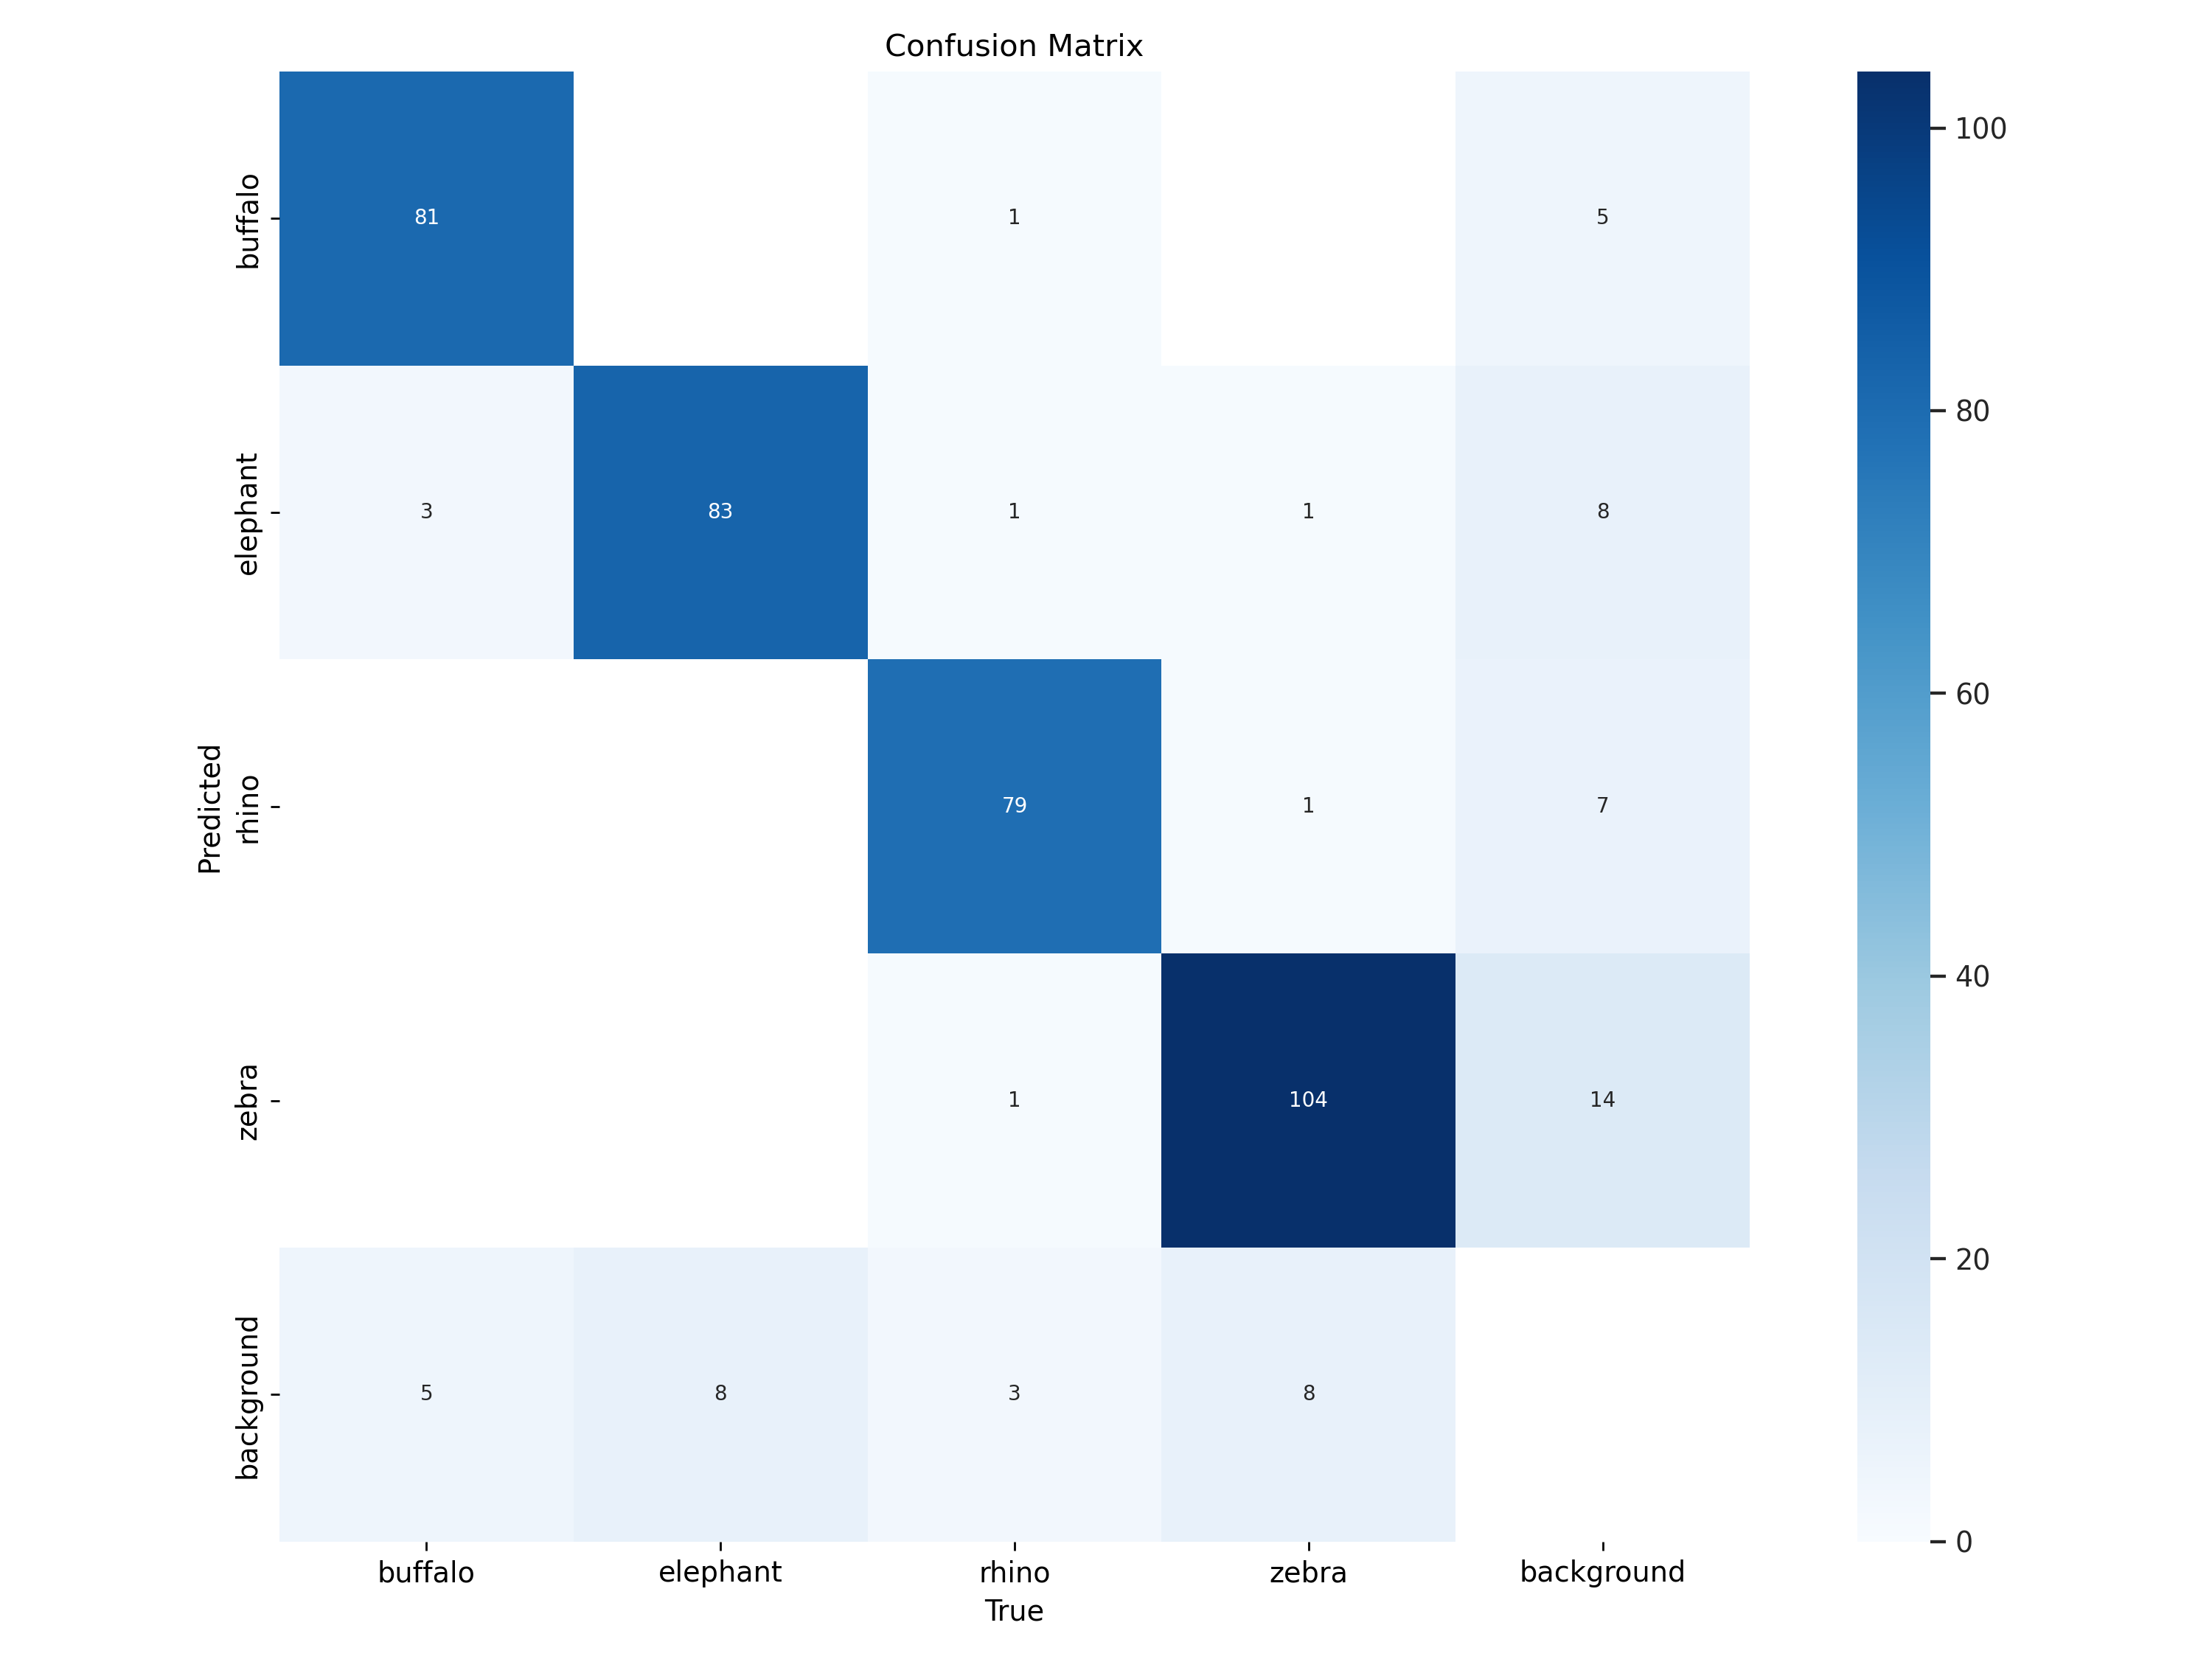 Confusion Matrix
buffalo
81
1
5
elephant
3
83
1
1
8
rhino
79
1
7
zebra
1
104
14
background
5
8
3
8
Predicted
buffalo
elephant
rhino
zebra
background
True
100
80
60
40
20
0